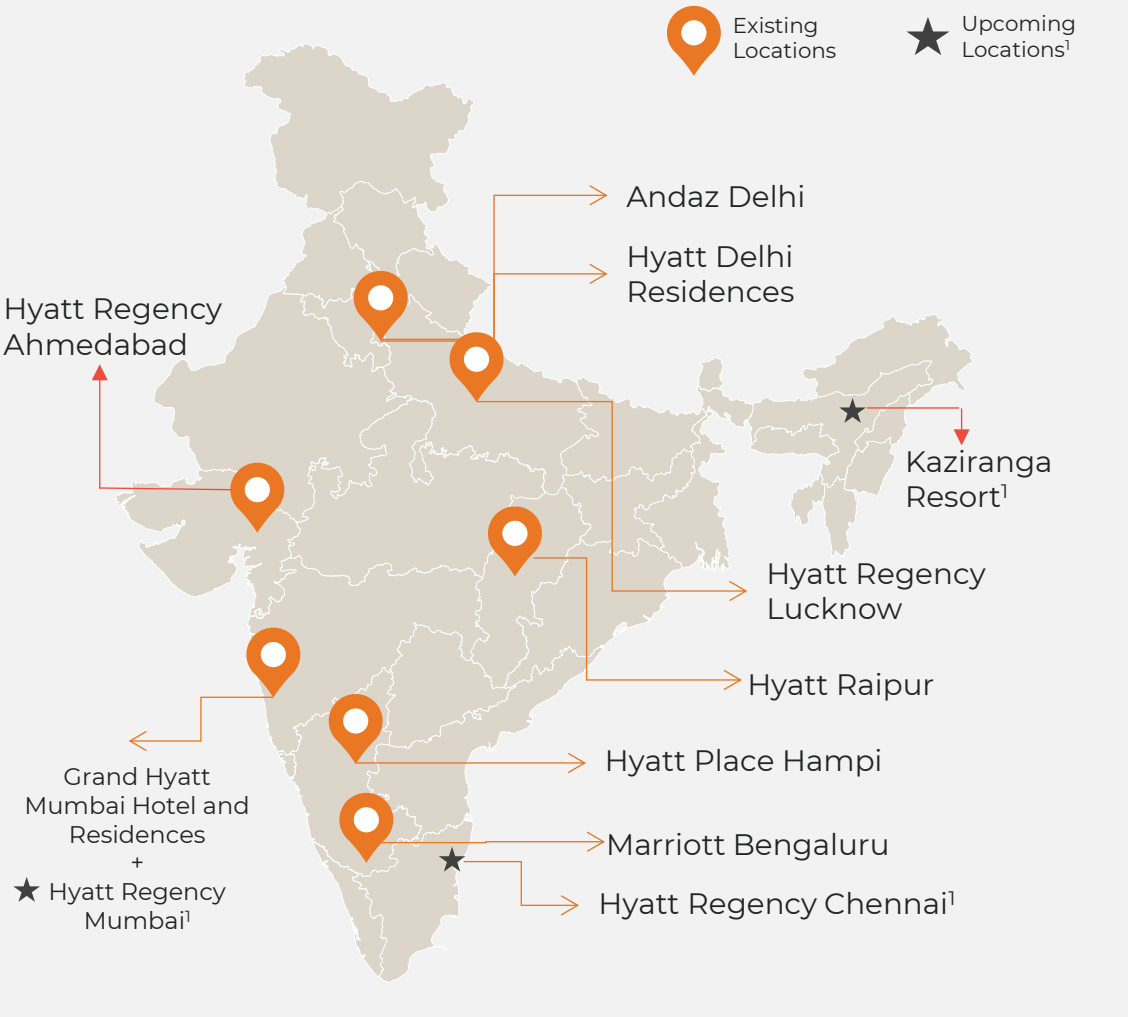 Existing
Locations
Upcoming
Locations¹
Andaz Delhi
Hyatt Delhi
Residences
Hyatt Regency
Ahmedabad
Kaziranga
Resort¹
Hyatt Regency
Lucknow
Hyatt Raipur
Hyatt Place Hampi
Grand Hyatt
Mumbai Hotel and
Residences
+
Hyatt Regency
Mumbai¹
Marriott Bengaluru
Hyatt Regency Chennai¹